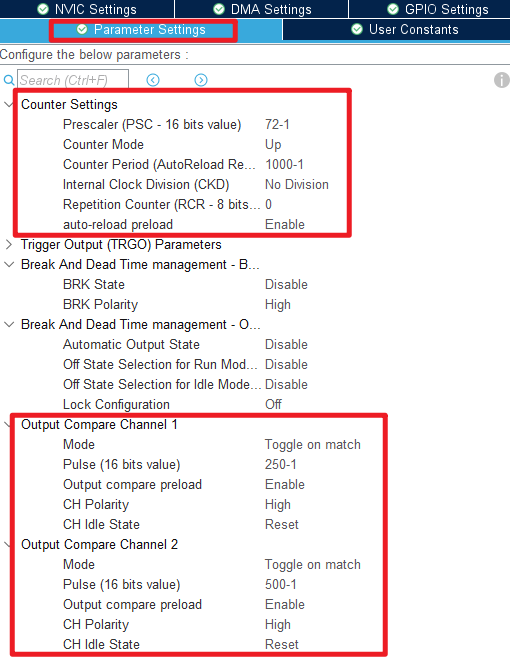 NVIC Settings DMA Settings GPIO Settings
Parameter Settings User Constants
Configure the below parameters :
Search (Ctrl+F)
Counter Settings
Prescaler (PSC - 16 bits value) 72-1
Counter Mode Up
Counter Period (AutoReload Re... 1000-1
Internal Clock Division (CKD) No Division
Repetition Counter (RCR - 8 bits... 0
auto-reload preload Enable
Trigger Output (TRGO) Parameters
Break And Dead Time management - B...
BRK State Disable
BRK Polarity High
Break And Dead Time management - O...
Automatic Output State Disable
Off State Selection for Run Mod... Disable
Off State Selection for Idle Mode... Disable
Lock Configuration Off
Output Compare Channel 1
Mode Toggle on match
Pulse (16 bits value) 250-1
Output compare preload Enable
CH Polarity High
CH Idle State Reset
Output Compare Channel 2
Mode Toggle on match
Pulse (16 bits value) 500-1
Output compare preload Enable
CH Polarity High
CH Idle State Reset